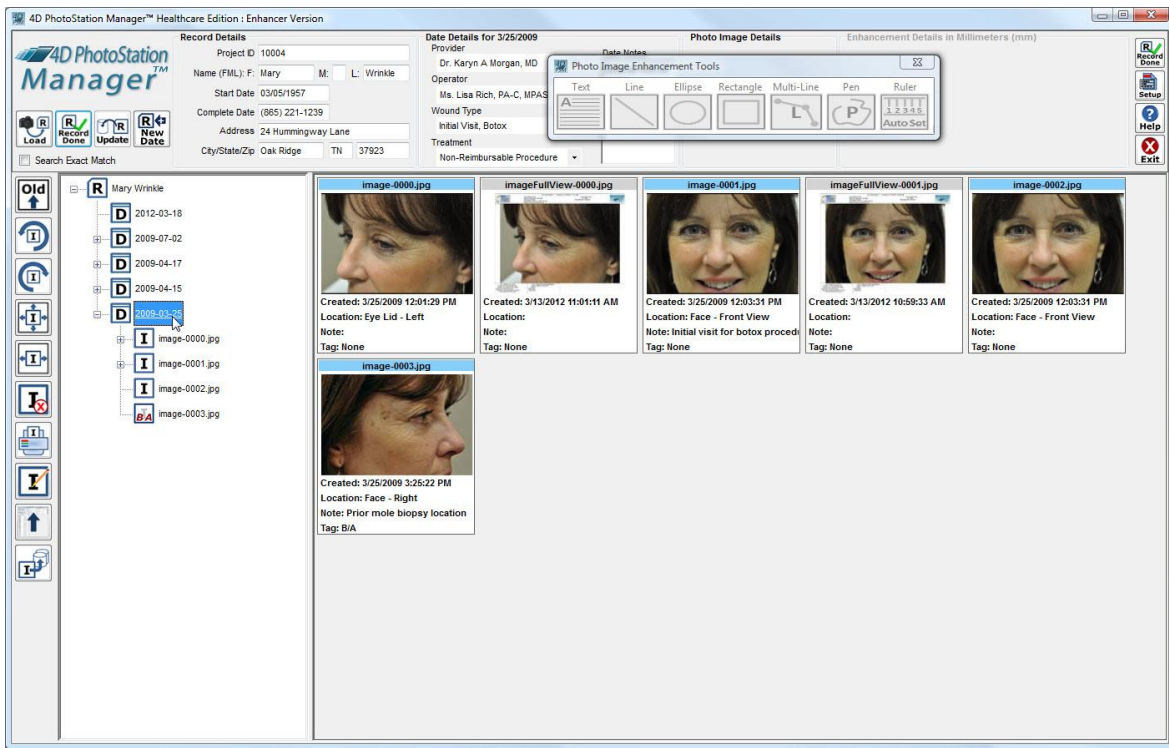 4D PhotoStation Manager™ Healthcare Edition : Enhancer Version
4D PhotoStation
Manager™
Load
Record Done
Update
New Date
Search Exact Match
Record Details
Project ID 10004
Name (FML): F: Mary M: L: Wrinkle
Start Date 03/05/1957
Complete Date (865) 221-1239
Address 24 Hummingway Lane
City/State/Zip Oak Ridge TN 37923
Date Details for 3/25/2009
Provider
Dr. Karyn A Morgan, MD
Operator
Ms. Lisa Rich, PA-C, MPAS
Wound Type
Initial Visit, Botox
Treatment
Non-Reimbursable Procedure
Date Notes
Photo Image Details
Enhancement Details in Millimeters (mm)
Photo Image Enhancement Tools
Text Line Ellipse Rectangle Multi-Line Pen Ruler
A L P 1 2 3 4 5
Auto Set
R
Record Done
Setup
Help
Exit
Old
R Mary Wrinkle
D 2012-03-18
D 2009-07-02
D 2009-04-17
D 2009-04-15
D 2009-03-25
I image-0000.jpg
I image-0001.jpg
I image-0002.jpg
B/A image-0003.jpg
image-0000.jpg
Created: 3/25/2009 12:01:29 PM
Location: Eye Lid - Left
Note:
Tag: None
imageFullView-0000.jpg
Created: 3/13/2012 11:01:11 AM
Location:
Note:
Tag: None
image-0001.jpg
Created: 3/25/2009 12:03:31 PM
Location: Face - Front View
Note: Initial visit for botox procedu
Tag: None
imageFullView-0001.jpg
Created: 3/13/2012 10:59:33 AM
Location:
Note:
Tag: None
image-0002.jpg
Created: 3/25/2009 12:03:31 PM
Location: Face - Front View
Note:
Tag: None
image-0003.jpg
Created: 3/25/2009 3:25:22 PM
Location: Face - Right
Note: Prior mole biopsy location
Tag: B/A